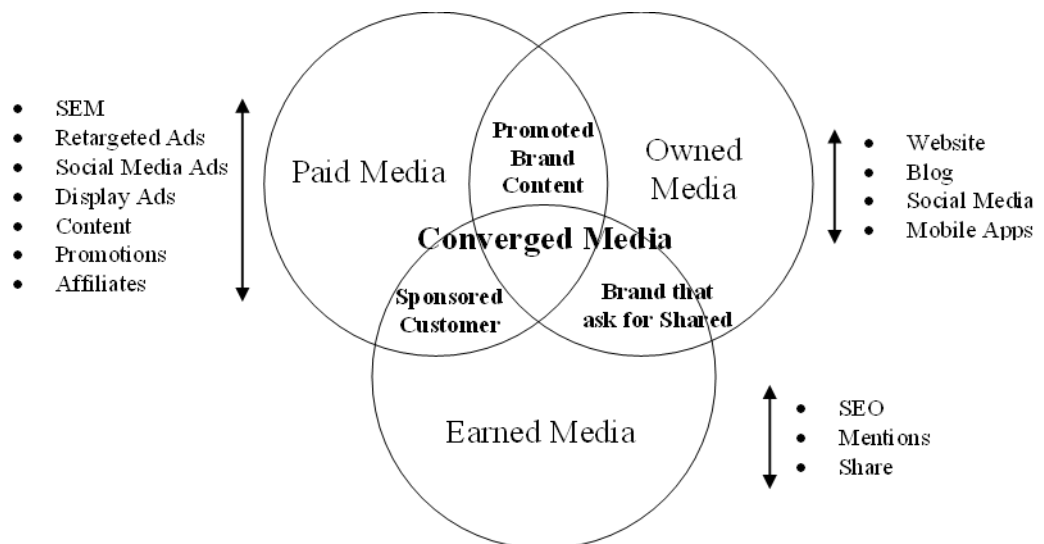 SEM
Retargeted Ads
Social Media Ads
Display Ads
Content
Promotions
Affiliates
Paid Media
Promoted
Brand
Content
Owned
Media
Website
Blog
Social Media
Mobile Apps
Converged Media
Sponsored
Customer
Brand that
ask for Shared
Earned Media
SEO
Mentions
Share